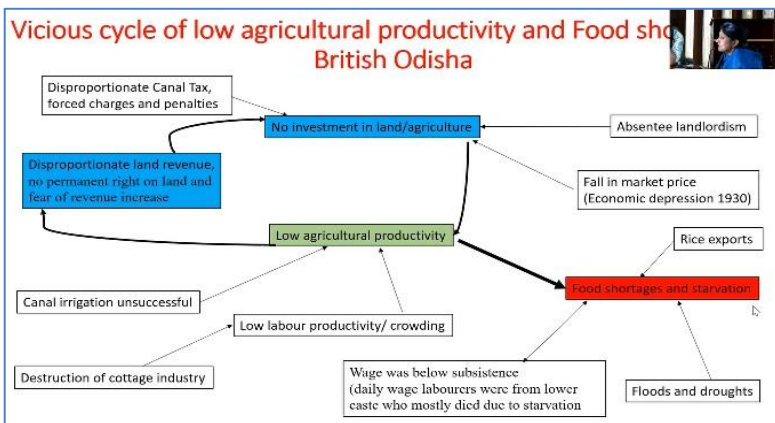 Vicious cycle of low agricultural productivity and Food
British Odisha
Disproportionate Canal Tax,
forced charges and penalties
No investment in land/agriculture
Absentee landlordism
Disproportionate land revenue,
no permanent right on land and
fear of revenue increase
Fall in market price
(Economic depression 1930)
Low agricultural productivity
Rice exports
Food shortages and starvation
Canal irrigation unsuccessful
Low labour productivity/ crowding
Destruction of cottage industry
Wage was below subsistence
(daily wage labourers were from lower
caste who mostly died due to starvation
Floods and droughts